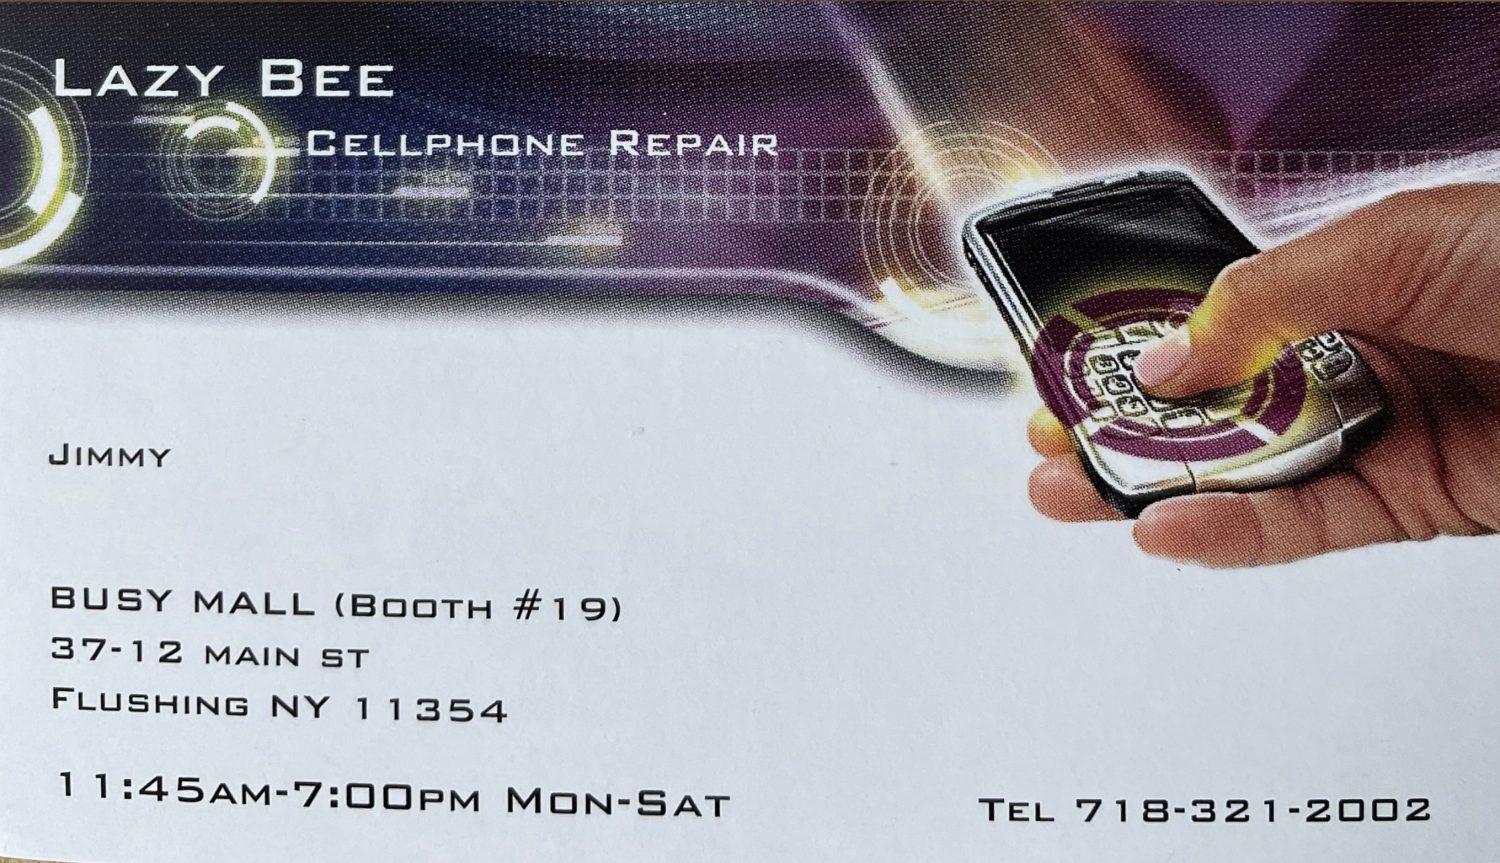 Lazy Bee
Cellphone Repair
Jimmy
BUSY MALL (Booth #19)
37-12 MAIN ST
Flushing NY 11354
11:45AM-7:00PM Mon-Sat
Tel 718-321-2002